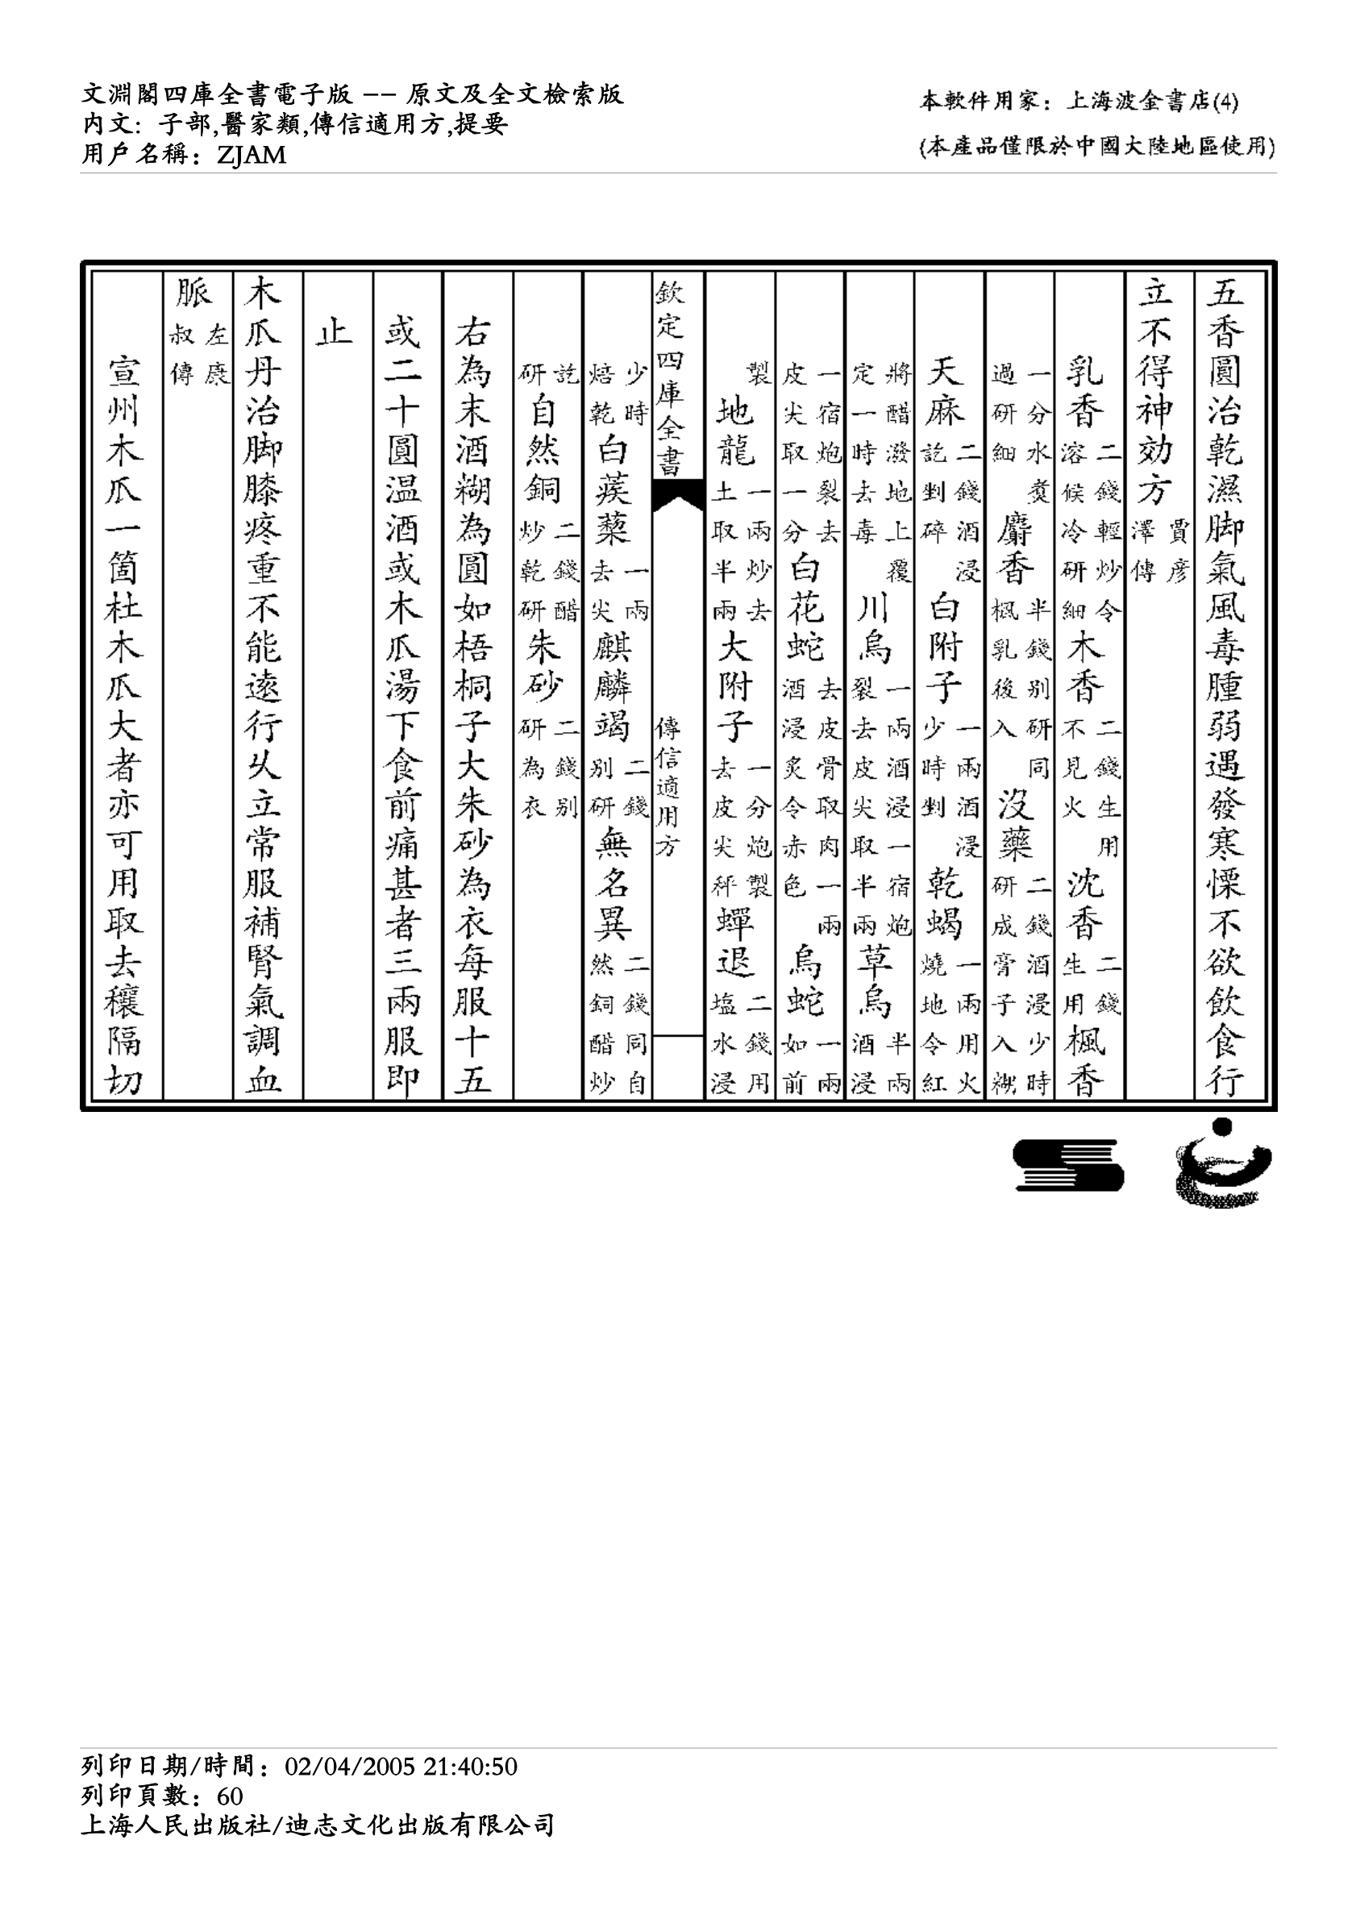 文淵閣四庫全書電子版 -- 原文及全文檢索版
內文: 子部,醫家類,傳信適用方,提要
用戶名稱: ZJAM
本軟件用家: 上海波金書店(4)
(本產品僅限於中國大陸地區使用)
五香圓治乾濕脚氣風毒腫弱遇發寒慄不欲飲食行
立不得神効方賈彦澤傳
乳香二錢輕炒令溶候冷研細木香二錢生用不見火沈香二錢生用楓香
一分水煑過研細麝香半錢别研同楓乳後入沒藥二錢酒浸少時研成膏子入糊
天麻二錢酒浸訖剉碎白附子一兩酒浸少時剉乾蝎一兩用火燒地令紅
將醋潑地上覆定一時去毒川烏一兩酒浸一宿炮裂去皮尖取半兩草烏半兩酒浸
一宿炮裂去皮尖取一分白花蛇去皮骨取肉一兩酒浸炙令赤色烏蛇一兩如前
製地龍一兩炒去土取半兩大附子一分炮製去皮尖秤蟬退二錢用塩水浸
欽定四庫全書
傳信適用方
少時焙乾白蒺蔾一兩去尖麒麟竭二錢别研無名異二錢同自然銅醋炒
訖研自然銅二錢醋炒乾研朱砂二錢别研為衣
右為末酒糊為圓如梧桐子大朱砂為衣每服十五
或二十圓温酒或木瓜湯下食前痛甚者三兩服即
止
木瓜丹治脚膝疼重不能遠行乆立常服補腎氣調血
脈左康叔傳
宣州木瓜一箇杜木瓜大者亦可用取去穰隔切
列印日期/時間: 02/04/2005 21:40:50
列印頁數: 60
上海人民出版社/迪志文化出版有限公司